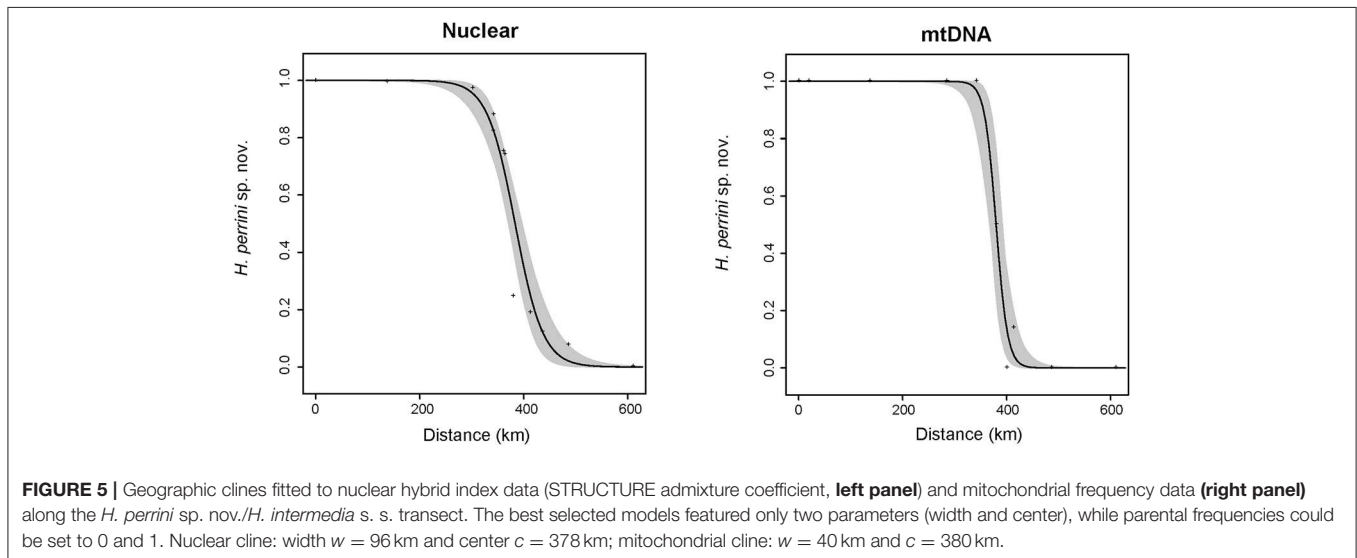 Nuclear
1.0
0.8
0.6
0.4
0.2
0.0
H. perrini sp. nov.
0
200
400
600
Distance (km)
mtDNA
1.0
0.8
0.6
0.4
0.2
0.0
H. perrini sp. nov.
0
200
400
600
Distance (km)
FIGURE 5 | Geographic clines fitted to nuclear hybrid index data (STRUCTURE admixture coefficient, left panel) and mitochondrial frequency data (right panel)
along the H. perrini sp. nov./H. intermedia s. s. transect. The best selected models featured only two parameters (width and center), while parental frequencies could
be set to 0 and 1. Nuclear cline: width w = 96 km and center c = 378 km; mitochondrial cline: w = 40 km and c = 380 km.